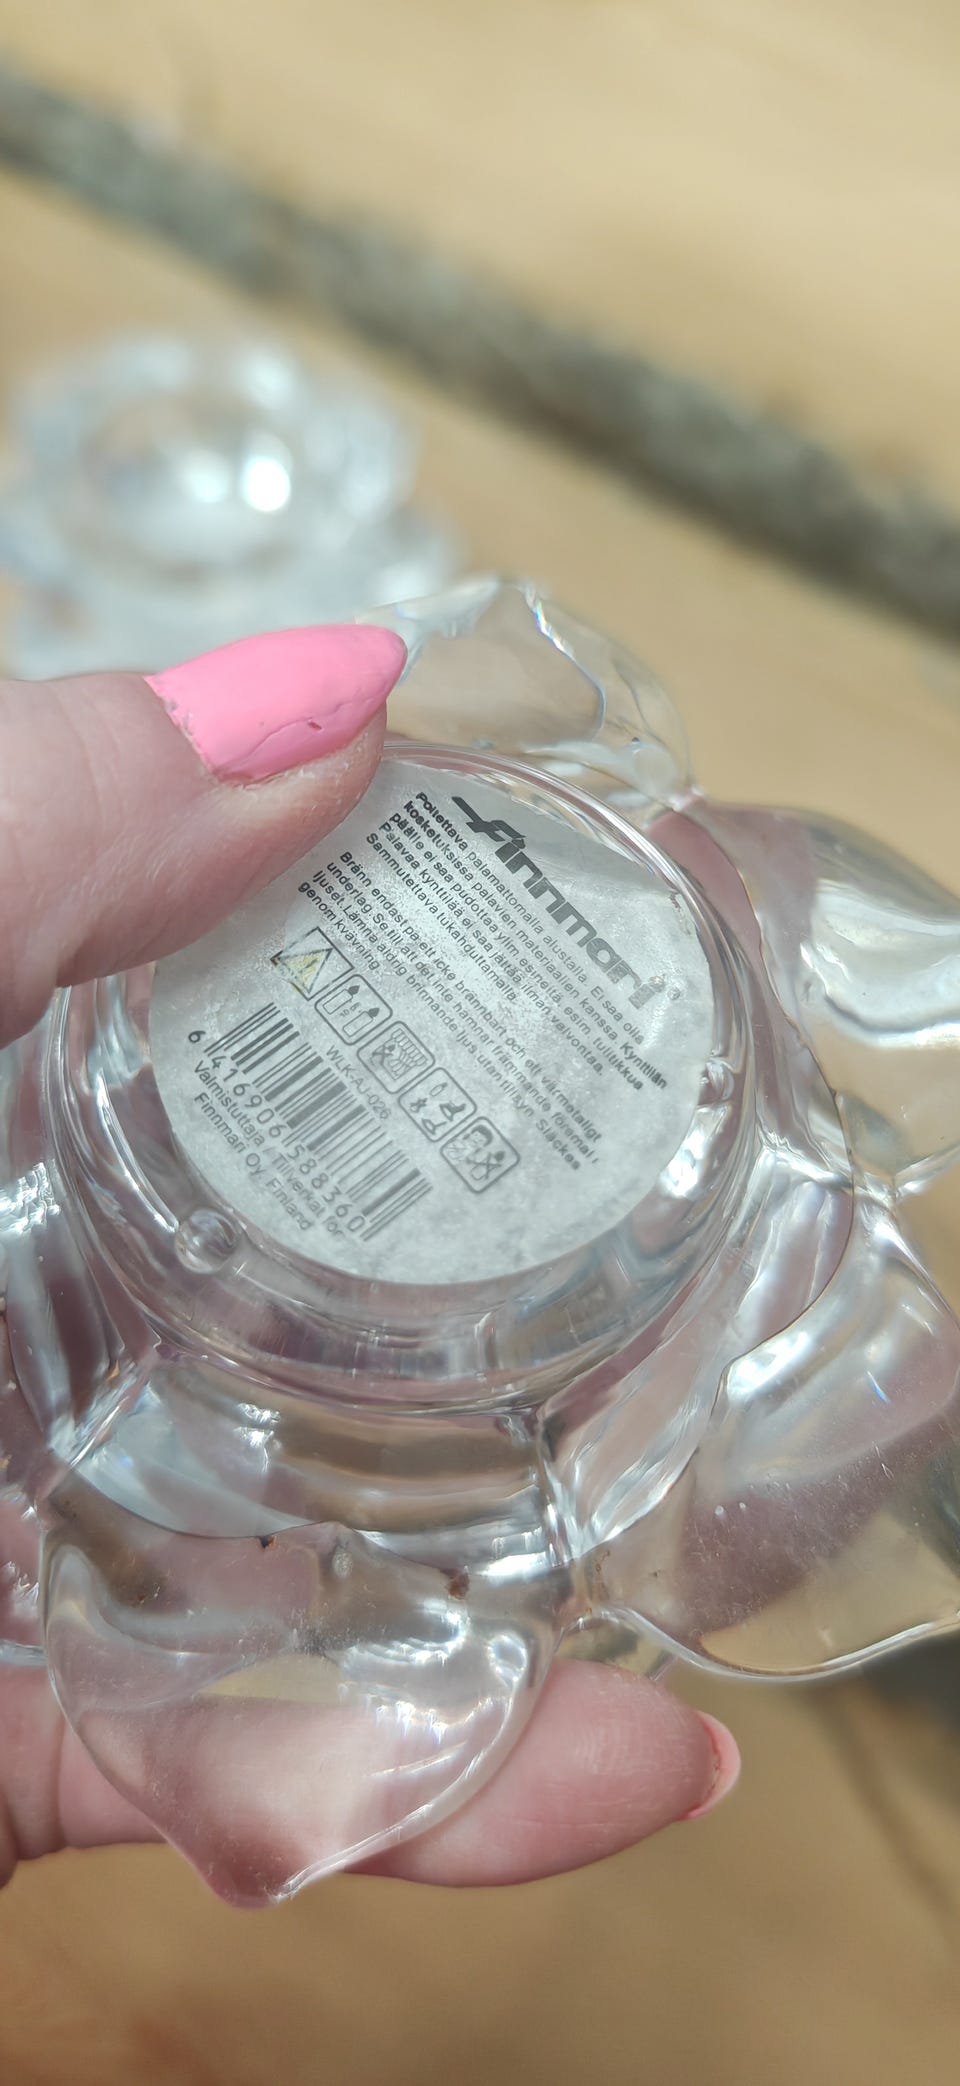 finnmari
Poltettava palamattomalla alustalla. Ei saa olla
kosketuksissa palavien materiaalien kanssa. Kynttilän
päälle ei saa pudottaa ylim. esineitä, esim. tulitikkua.
Palavaa kynttilää ei saa jättää ilman valvontaa.
Sammutettava tukahduttamalla.
Bränn endast på ett icke brännbart och ett värmetåligt
underlag. Se till att det inte hamnar främmande föremål i
ljuset. Lämna aldrig brinnande ljus utan tillsyn. Släckes
genom kvävning.
WLK-AJ-026
6 416906 588360
Valmistuttaja / Tillverkat för
Finnmari Oy, Finland